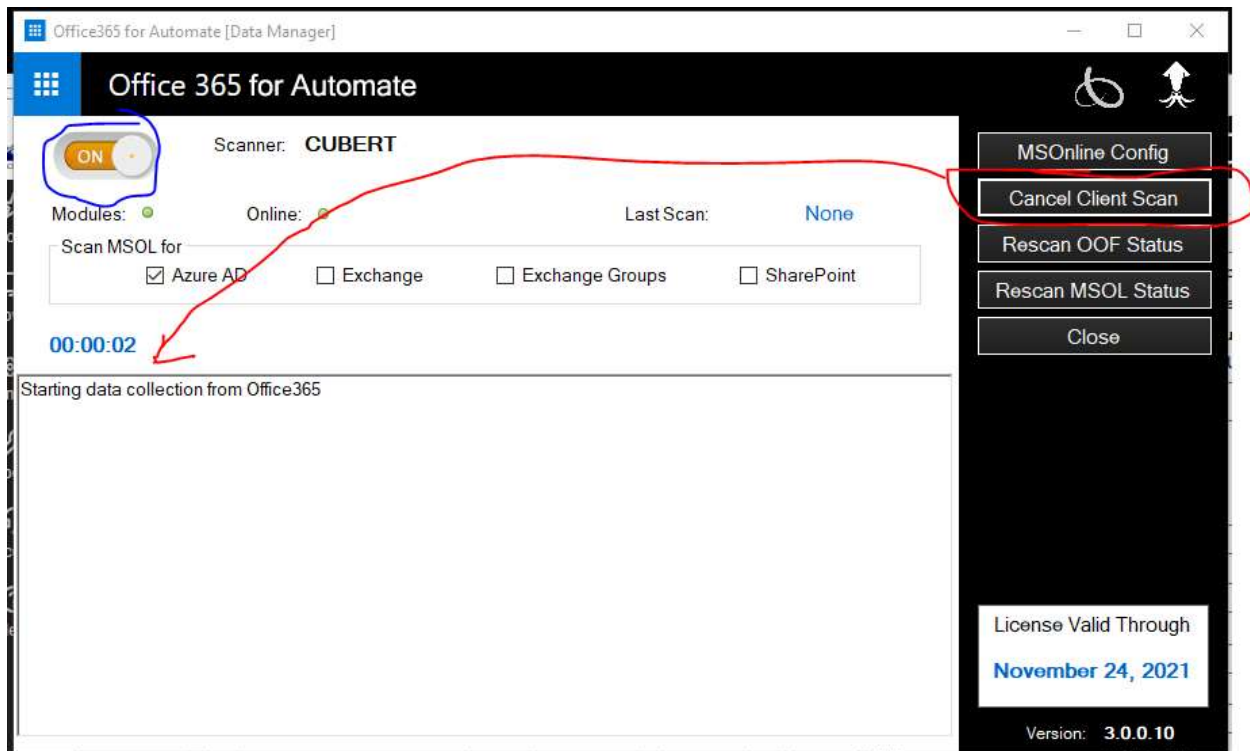 Office365 for Automate [Data Manager]
Office 365 for Automate
ON
Scanner: CUBERT
Modules: Online: Last Scan: None
Scan MSOL for
Azure AD Exchange Exchange Groups SharePoint
00:00:02
Starting data collection from Office365
MSOnline Config
Cancel Client Scan
Rescan OOF Status
Rescan MSOL Status
Close
License Valid Through
November 24, 2021
Version: 3.0.0.10